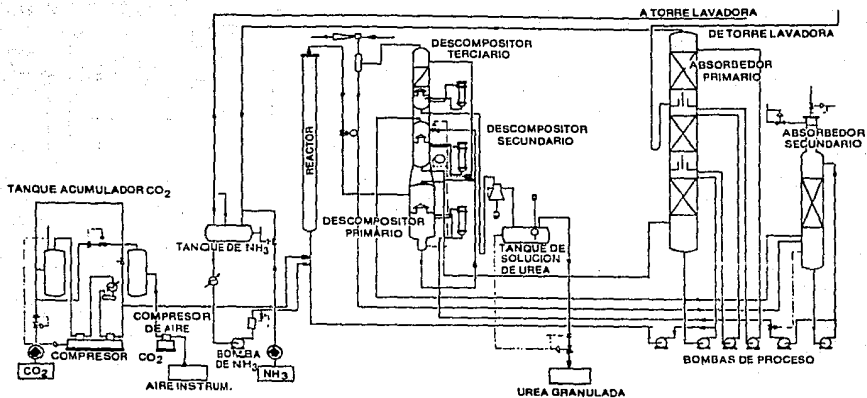 A TORRE LAVADORA
DE TORRE LAVADORA
DESCOMPOSITOR
TERCIARIO
ABSORBEDOR
PRIMARIO
DESCOMPOSITOR
SECUNDARIO
ABSORBEDOR
SECUNDARIO
REACTOR
TANQUE ACUMULADOR CO2
DESCOMPOSITOR
PRIMARIO
TANQUE DE NH3
TANQUE DE
SOLUCION
DE UREA
COMPRESOR
DE AIRE
COMPRESOR
CO2
BOMBA
DE NH3
BOMBAS DE PROCESO
CO2
NH3
AIRE INSTRUM.
UREA GRANULADA